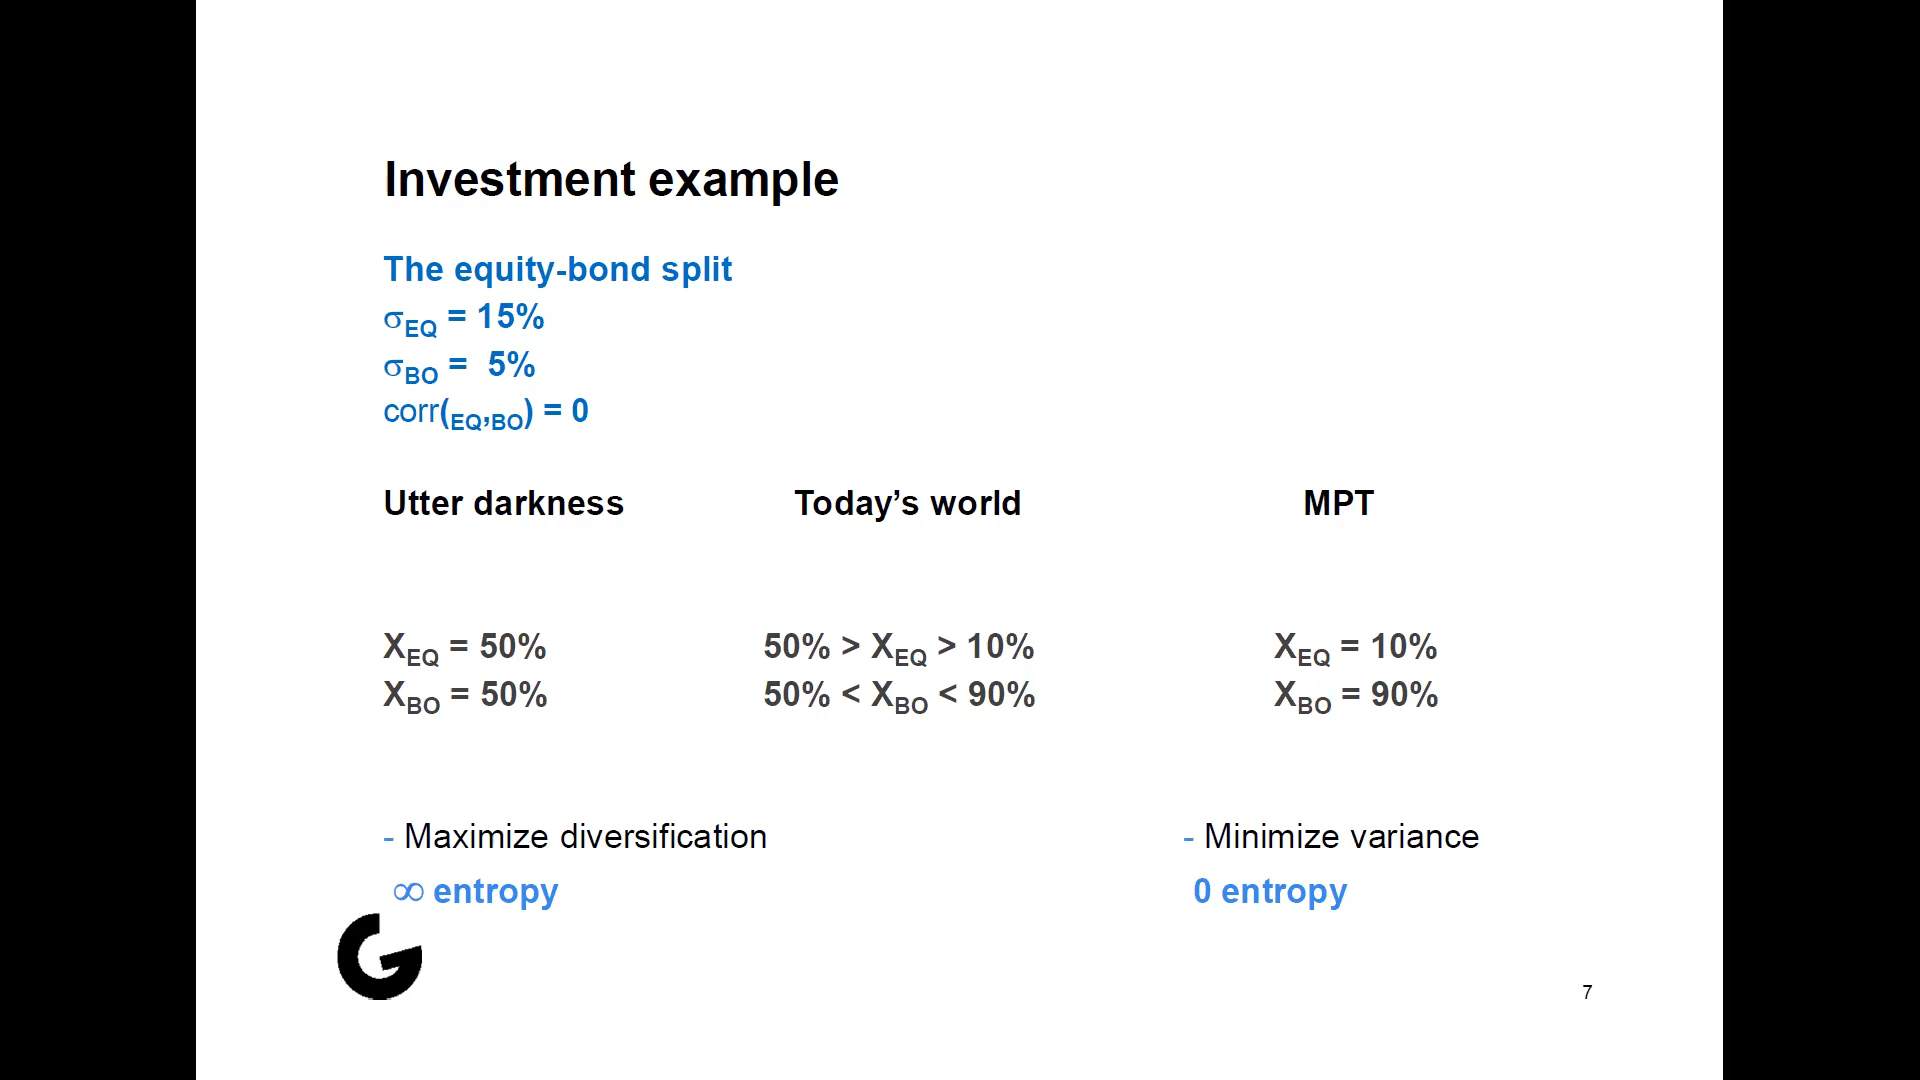 Investment example
The equity-bond split
σEQ = 15%
σBO = 5%
corr(EQ,BO) = 0
Utter darkness Today’s world MPT
XEQ = 50% 50% > XEQ > 10% XEQ = 10%
XBO = 50% 50% < XBO < 90% XBO = 90%
- Maximize diversification - Minimize variance
∞ entropy 0 entropy
G
7